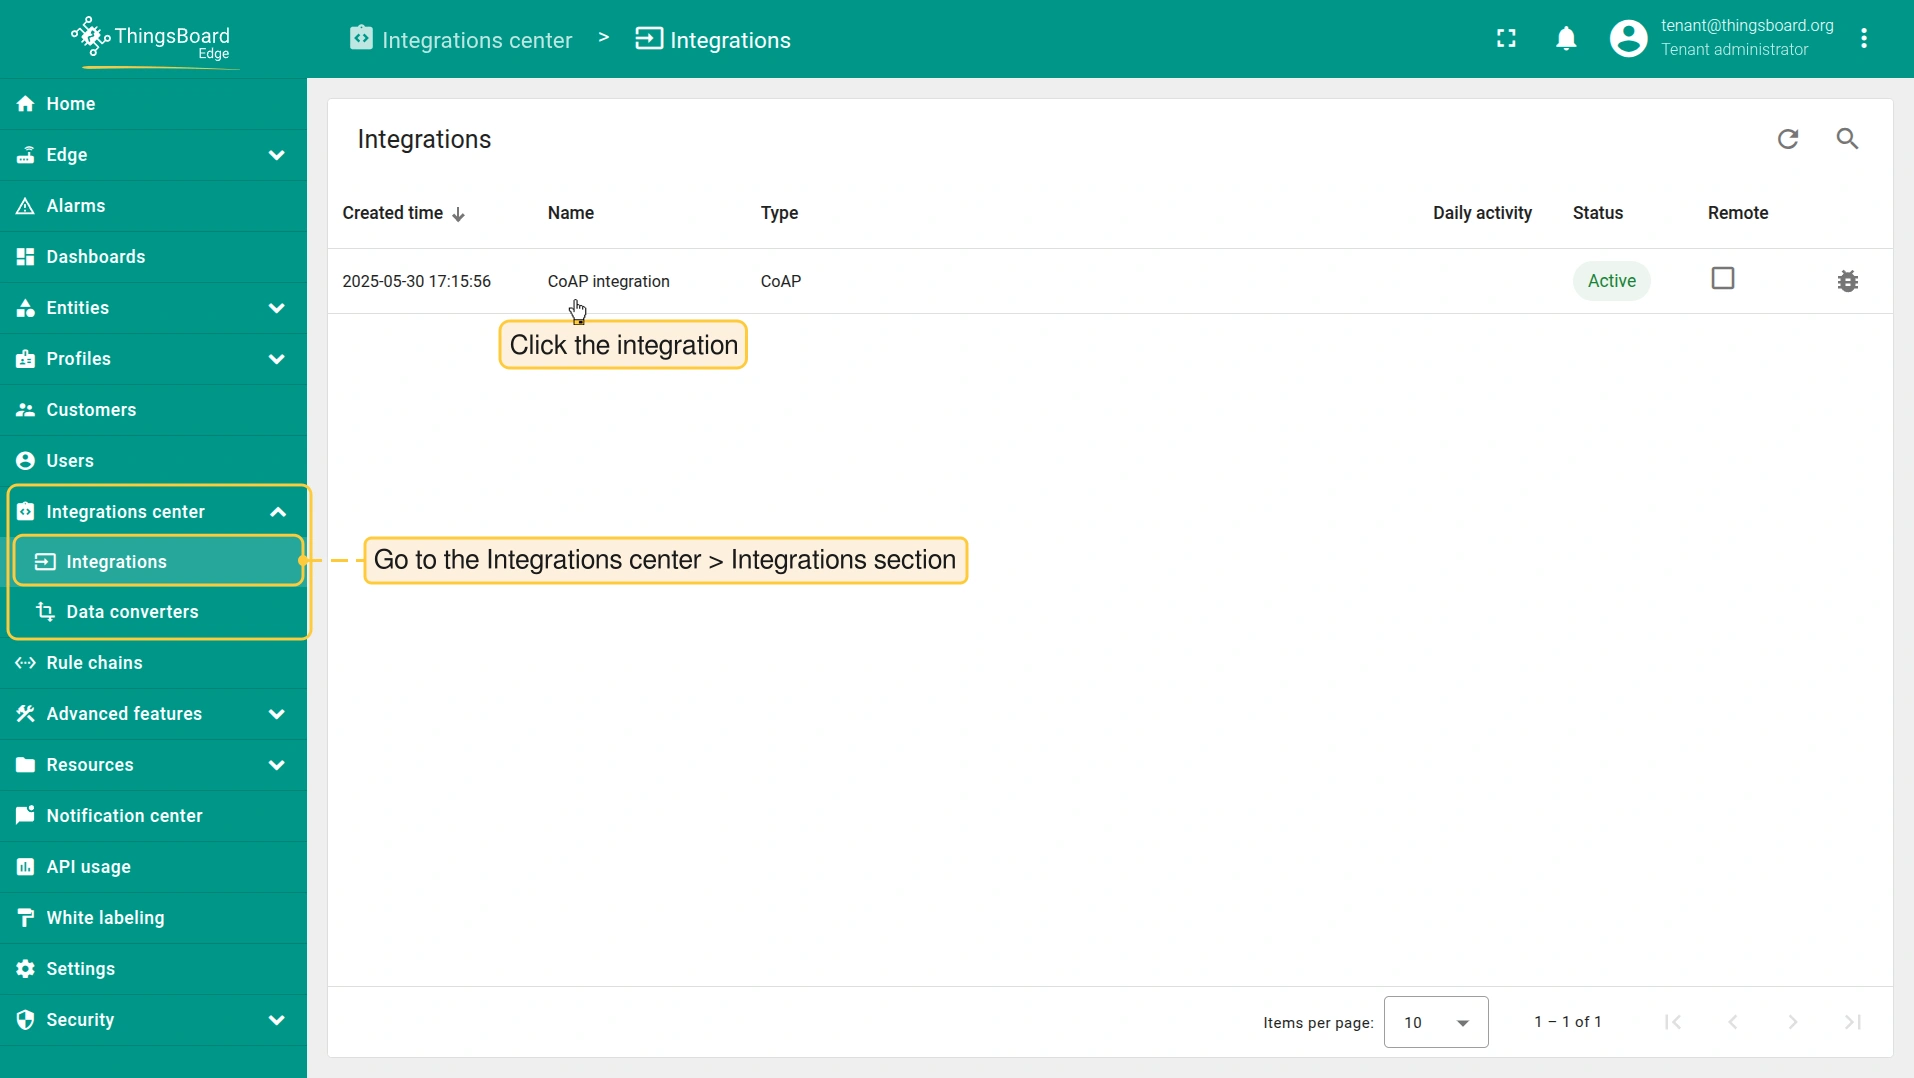 ThingsBoard
Edge
Integrations center > Integrations
tenant@thingsboard.org
Tenant administrator
Home
Edge
Alarms
Dashboards
Entities
Profiles
Customers
Users
Integrations center
Integrations
Data converters
Rule chains
Advanced features
Resources
Notification center
API usage
White labeling
Settings
Security
Integrations
Created time Name Type Daily activity Status Remote
2025-05-30 17:15:56 CoAP integration CoAP Active
Click the integration
Go to the Integrations center > Integrations section
Items per page: 10 1 – 1 of 1